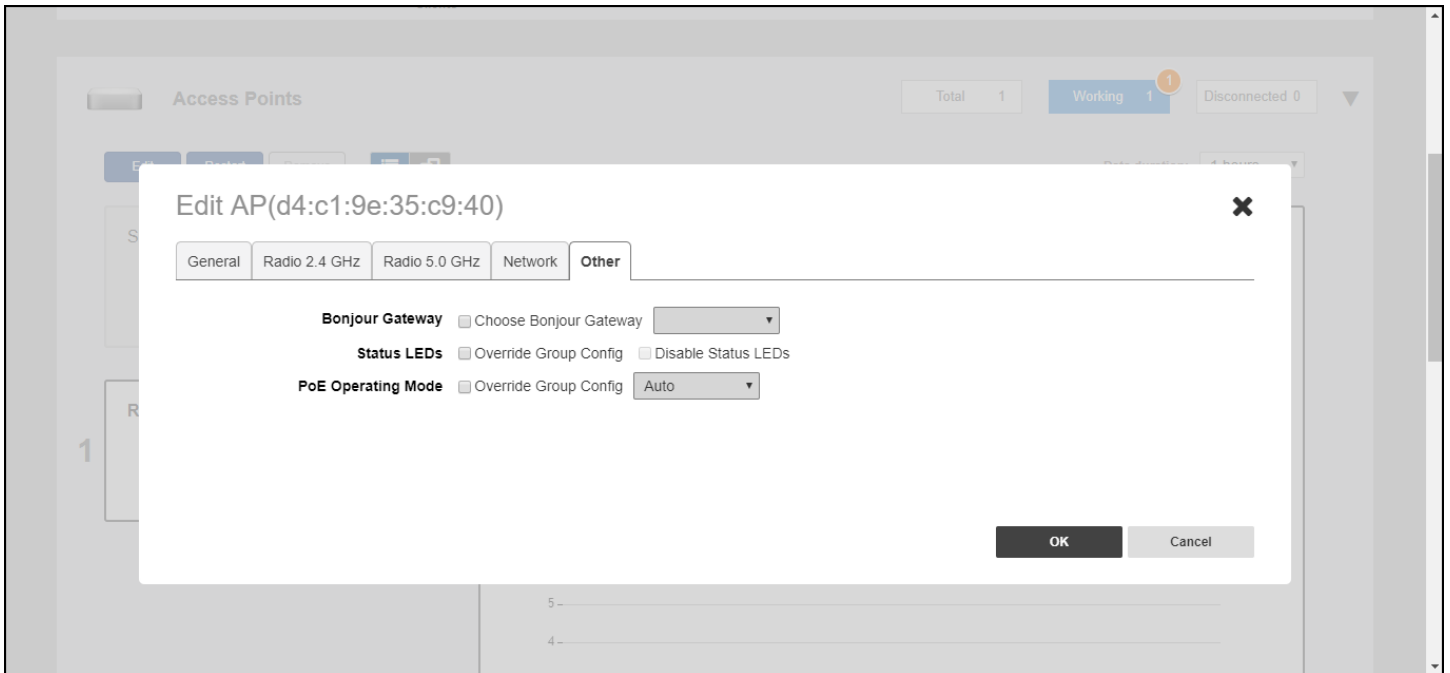 Access Points
Total 1
Working 1
1
Disconnected 0
Edit AP(d4:c1:9e:35:c9:40)
General
Radio 2.4 GHz
Radio 5.0 GHz
Network
Other
Bonjour Gateway Choose Bonjour Gateway
Status LEDs Override Group Config Disable Status LEDs
PoE Operating Mode Override Group Config Auto
1
OK
Cancel
5
4